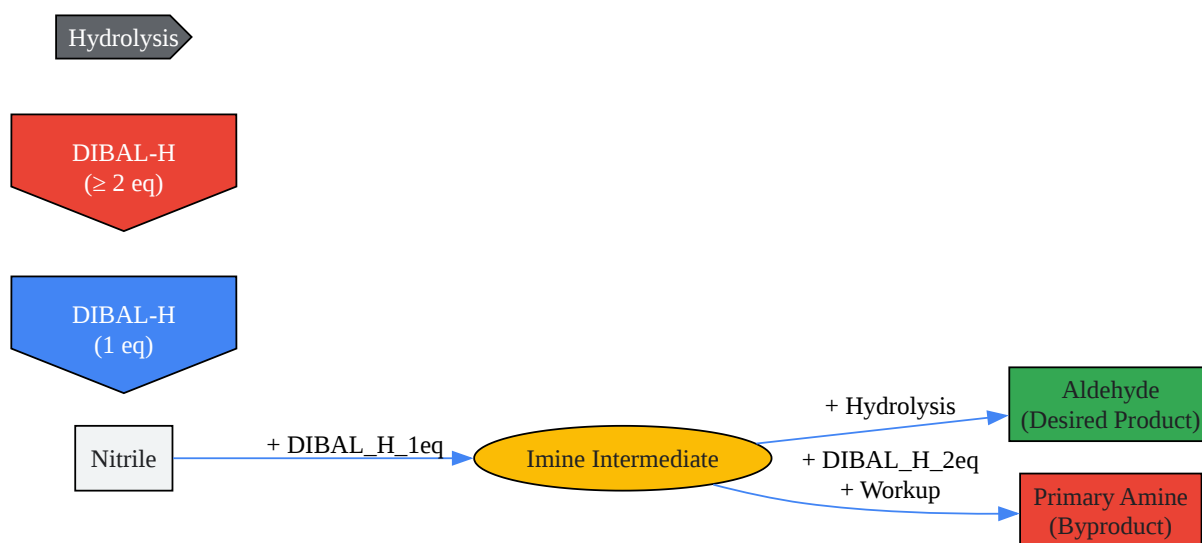 Hydrolysis
DIBAL-H
(≥ 2 eq)
DIBAL-H
(1 eq)
Nitrile
+ DIBAL_H_1eq
Imine Intermediate
+ Hydrolysis
Aldehyde
(Desired Product)
+ DIBAL_H_2eq
+ Workup
Primary Amine
(Byproduct)